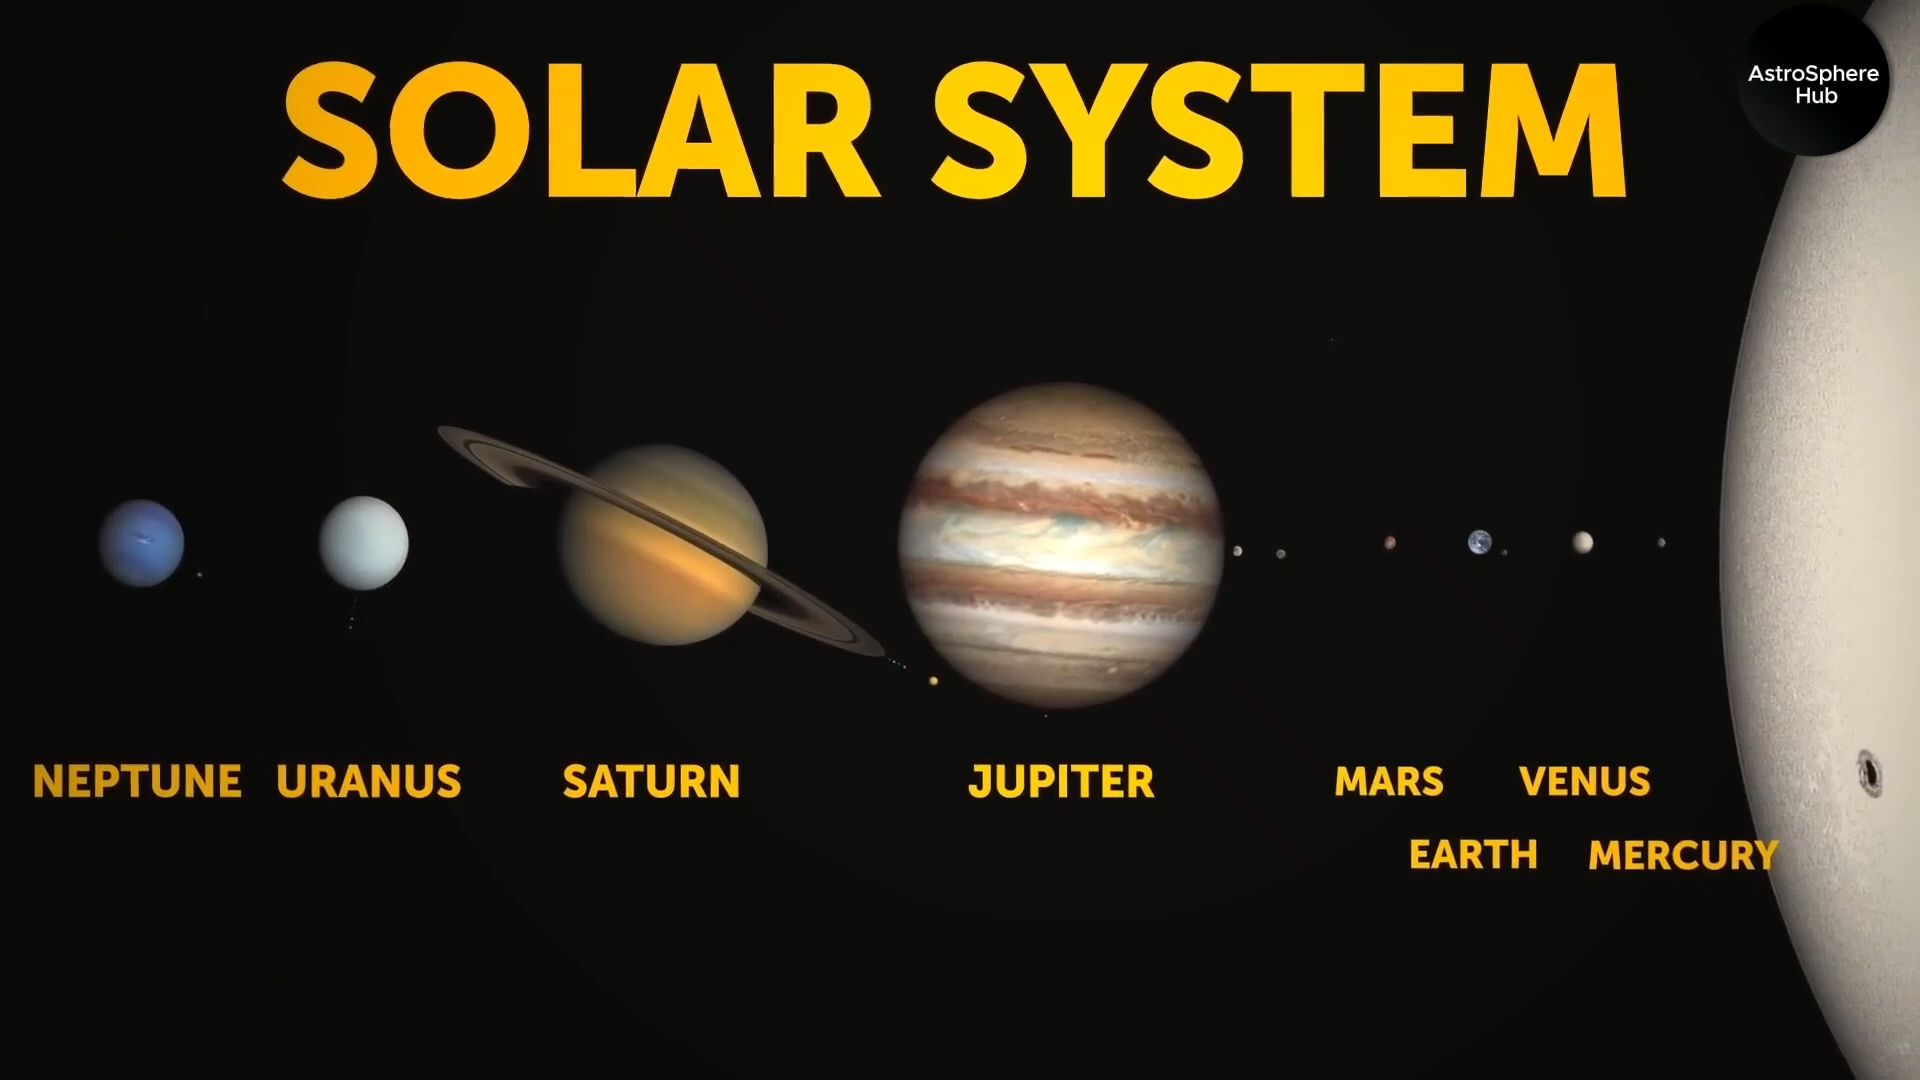 SOLAR SYSTEM
AstroSphere
Hub
NEPTUNE URANUS SATURN JUPITER MARS VENUS
EARTH MERCURY